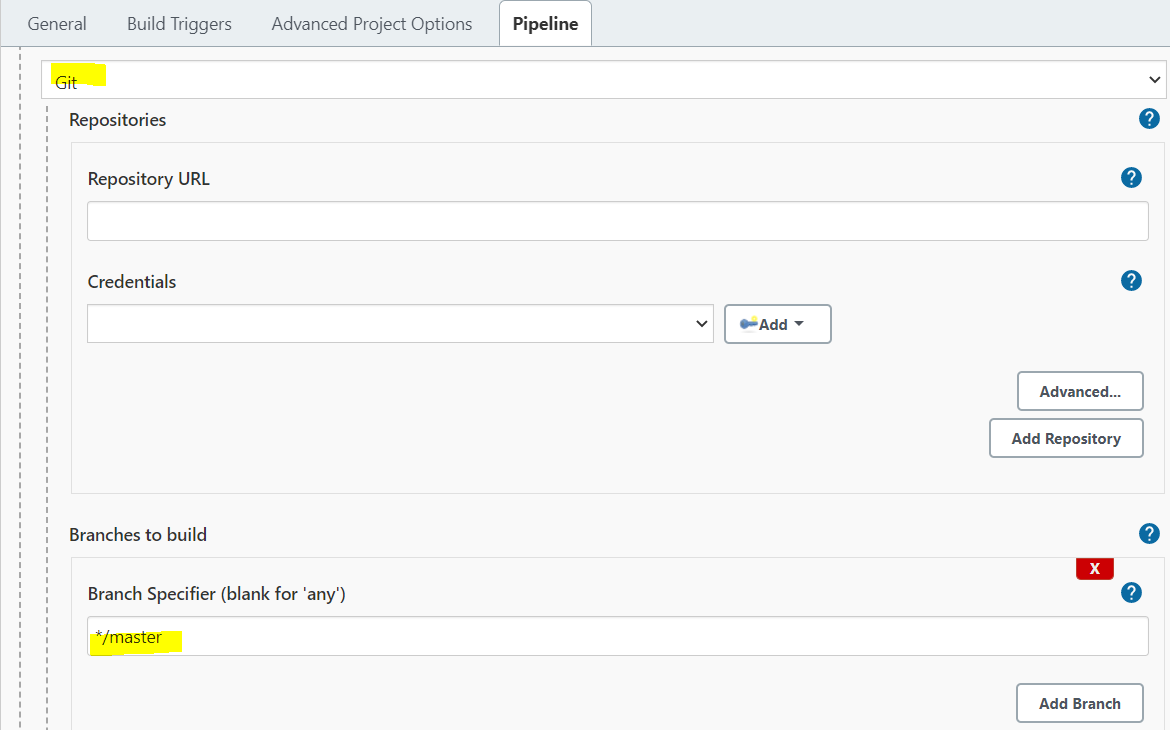 General Build Triggers Advanced Project Options Pipeline
Git
Repositories ?
Repository URL ?
Credentials ?
Add
Advanced...
Add Repository
Branches to build ?
X
Branch Specifier (blank for 'any') ?
*/master
Add Branch